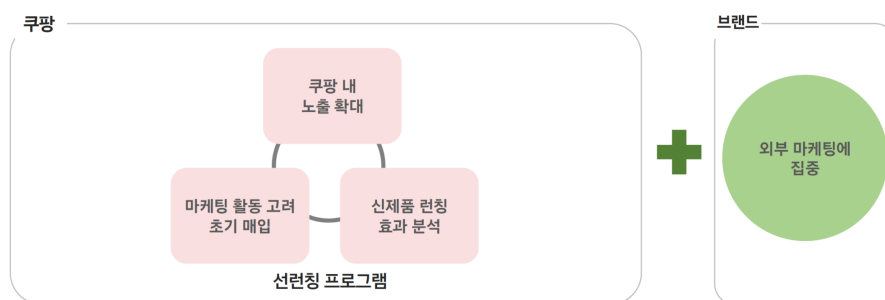 쿠팡
브랜드
쿠팡 내
노출 확대
마케팅 활동 고려
초기 매입
신제품 런칭
효과 분석
선런칭 프로그램
외부 마케팅에
집중